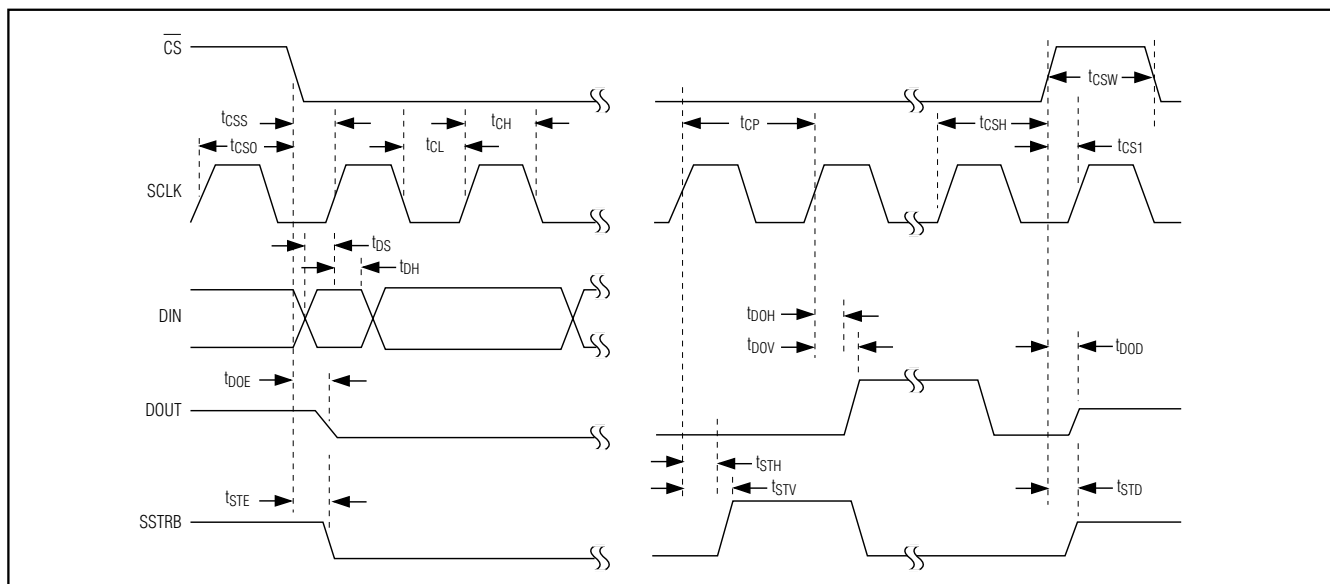 CS
tCSW
tCSS
tCH
tCP
tCSH
tCSO
tCL
tCS1
SCLK
tDS
tDH
DIN
tDOH
tDOV
tDOD
tDOE
DOUT
tSTH
tSTV
tSTE
tSTD
SSTRB